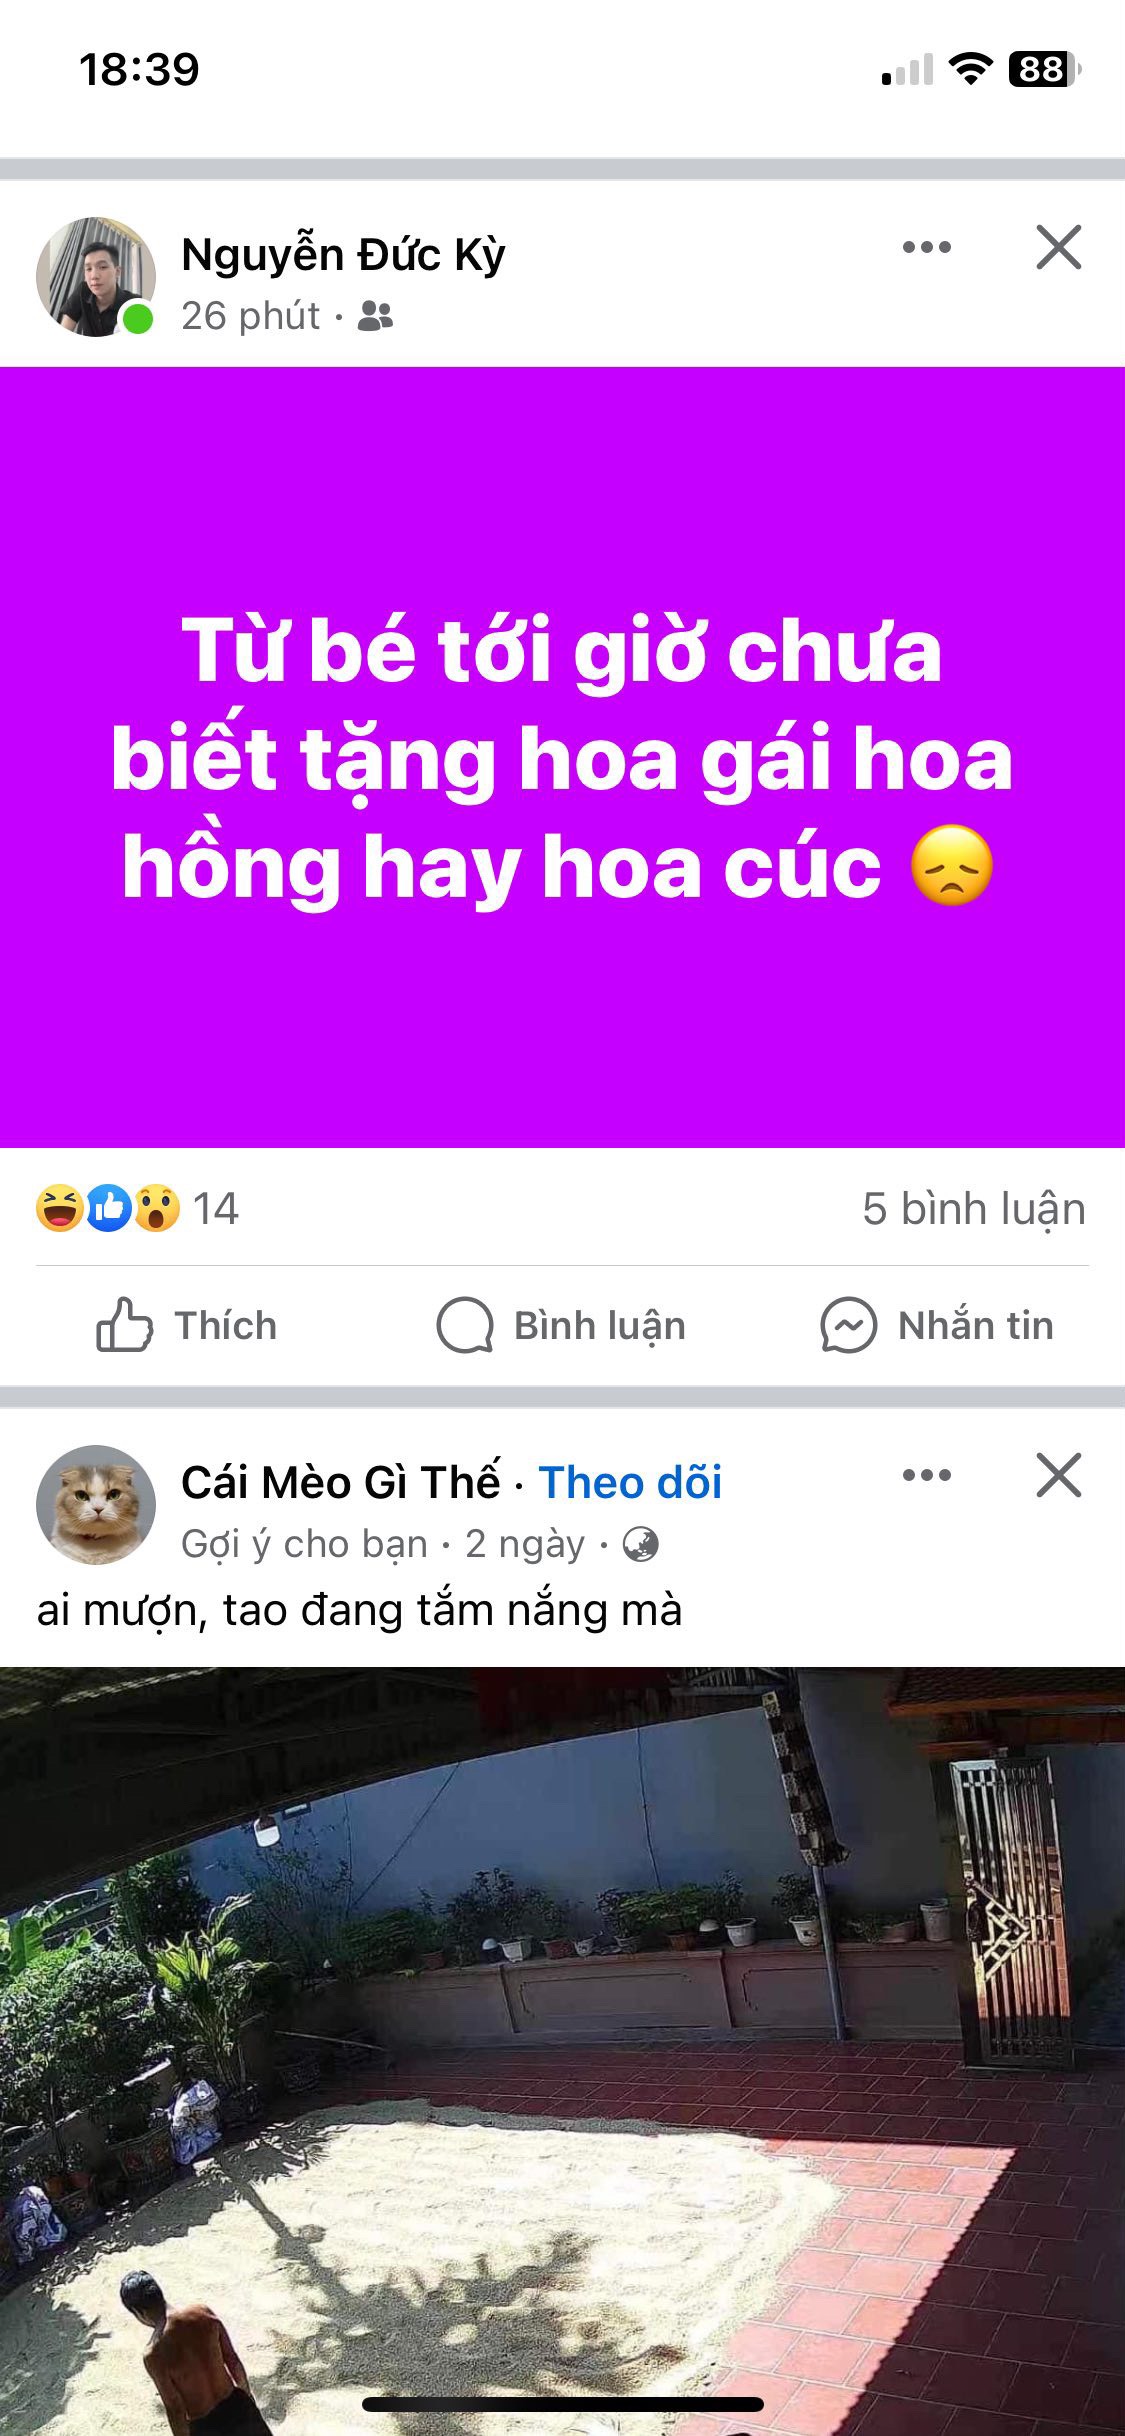 18:39
88
Nguyễn Đức Kỳ
26 phút ·
Từ bé tới giờ chưa
biết tặng hoa gái hoa
hồng hay hoa cúc 😞
14
5 bình luận
Thích
Bình luận
Nhắn tin
Cái Mèo Gì Thế · Theo dõi
Gợi ý cho bạn · 2 ngày ·
ai mượn, tao đang tắm nắng mà